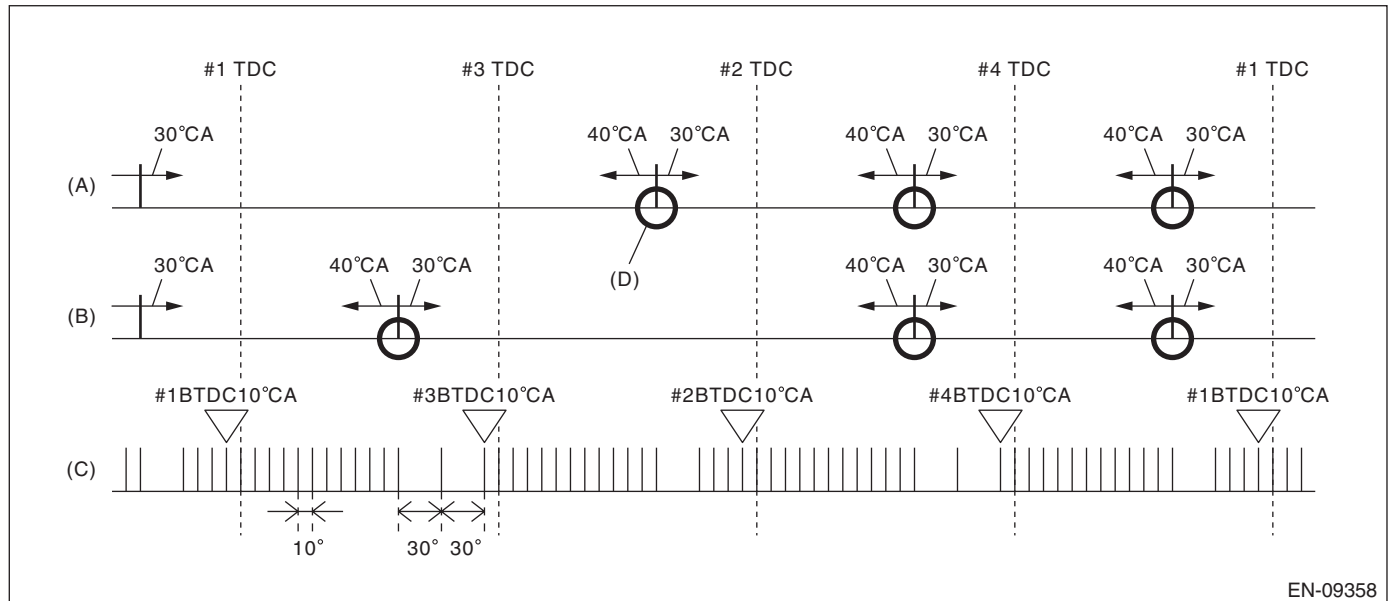 #1 TDC #3 TDC #2 TDC #4 TDC #1 TDC
30°CA 40°CA 30°CA 40°CA 30°CA 40°CA 30°CA
(A)
(D)
30°CA 40°CA 30°CA 40°CA 30°CA 40°CA 30°CA
(B)
#1BTDC10°CA #3BTDC10°CA #2BTDC10°CA #4BTDC10°CA #1BTDC10°CA
(C)
10° 30° 30°
EN-09358